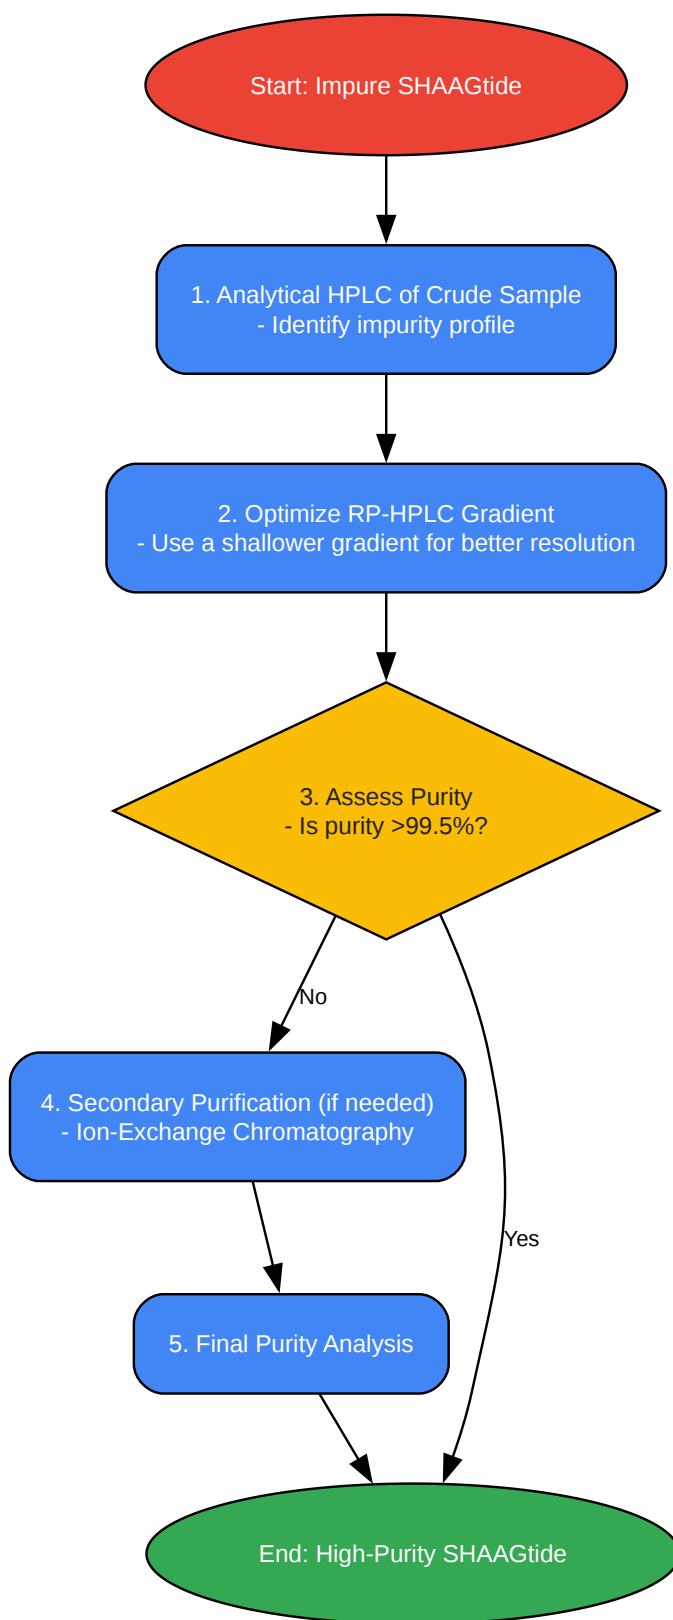 Start: Impure SHAAGtide
1. Analytical HPLC of Crude Sample
- Identify impurity profile
2. Optimize RP-HPLC Gradient
- Use a shallower gradient for better resolution
3. Assess Purity
- Is purity >99.5%?
No
4. Secondary Purification (if needed)
- Ion-Exchange Chromatography
Yes
5. Final Purity Analysis
End: High-Purity SHAAGtide